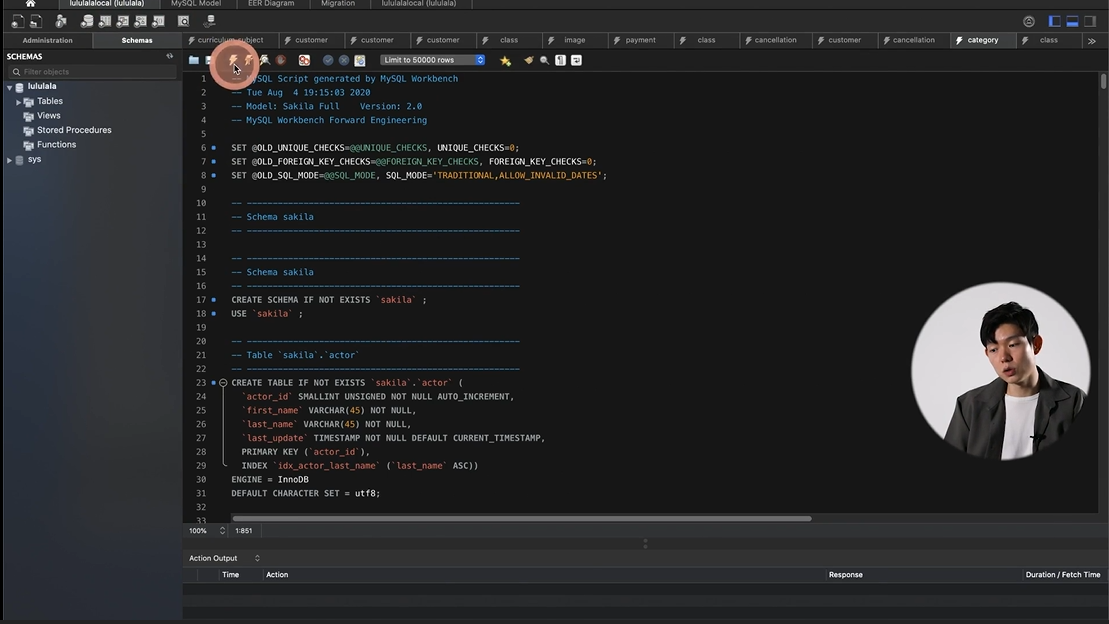 lululalalocal (lululala)
MySQL Model
EER Diagram
Migration
lululalalocal (lululala)
Administration
Schemas
curriculum_subject
customer
customer
customer
class
image
payment
class
cancellation
customer
cancellation
category
class
SCHEMAS
Filter objects
lululala
Tables
Views
Stored Procedures
Functions
sys
Limit to 50000 rows
1 MySQL Script generated by MySQL Workbench
2 -- Tue Aug  4 19:15:03 2020
3 -- Model: Sakila Full    Version: 2.0
4 -- MySQL Workbench Forward Engineering
5
6 SET @OLD_UNIQUE_CHECKS=@@UNIQUE_CHECKS, UNIQUE_CHECKS=0;
7 SET @OLD_FOREIGN_KEY_CHECKS=@@FOREIGN_KEY_CHECKS, FOREIGN_KEY_CHECKS=0;
8 SET @OLD_SQL_MODE=@@SQL_MODE, SQL_MODE='TRADITIONAL,ALLOW_INVALID_DATES';
9
10 -- -----------------------------------------------------
11 -- Schema sakila
12 -- -----------------------------------------------------
13
14 -- -----------------------------------------------------
15 -- Schema sakila
16 -- -----------------------------------------------------
17 CREATE SCHEMA IF NOT EXISTS `sakila` ;
18 USE `sakila` ;
19
20 -- -----------------------------------------------------
21 -- Table `sakila`.`actor`
22 -- -----------------------------------------------------
23 CREATE TABLE IF NOT EXISTS `sakila`.`actor` (
24 `actor_id` SMALLINT UNSIGNED NOT NULL AUTO_INCREMENT,
25 `first_name` VARCHAR(45) NOT NULL,
26 `last_name` VARCHAR(45) NOT NULL,
27 `last_update` TIMESTAMP NOT NULL DEFAULT CURRENT_TIMESTAMP,
28 PRIMARY KEY (`actor_id`),
29 INDEX `idx_actor_last_name` (`last_name` ASC))
30 ENGINE = InnoDB
31 DEFAULT CHARACTER SET = utf8;
32
33
100%
1:851
Action Output
Time
Action
Response
Duration / Fetch Time